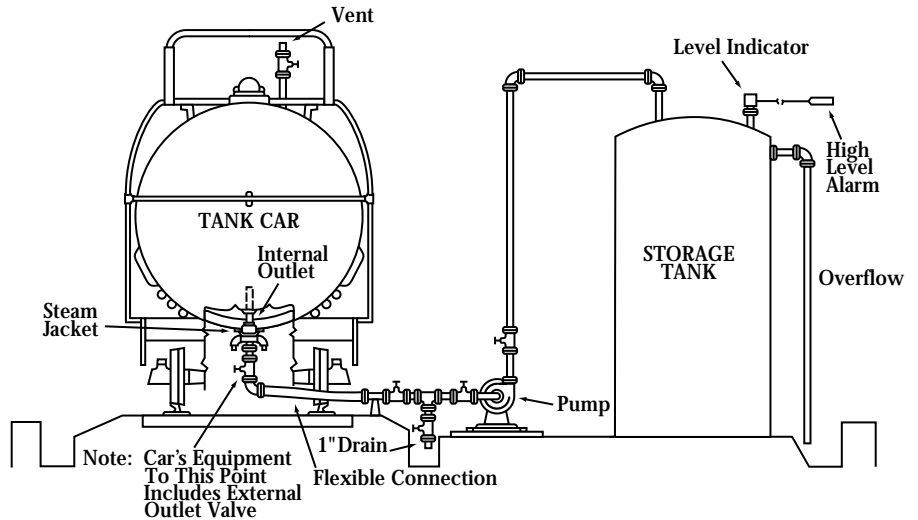 Vent
Level Indicator
High
Level
Alarm
TANK CAR
Internal
Outlet
STORAGE
TANK
Overflow
Steam
Jacket
Pump
1"Drain
Note: Car's Equipment
To This Point
Includes External
Outlet Valve
Flexible Connection